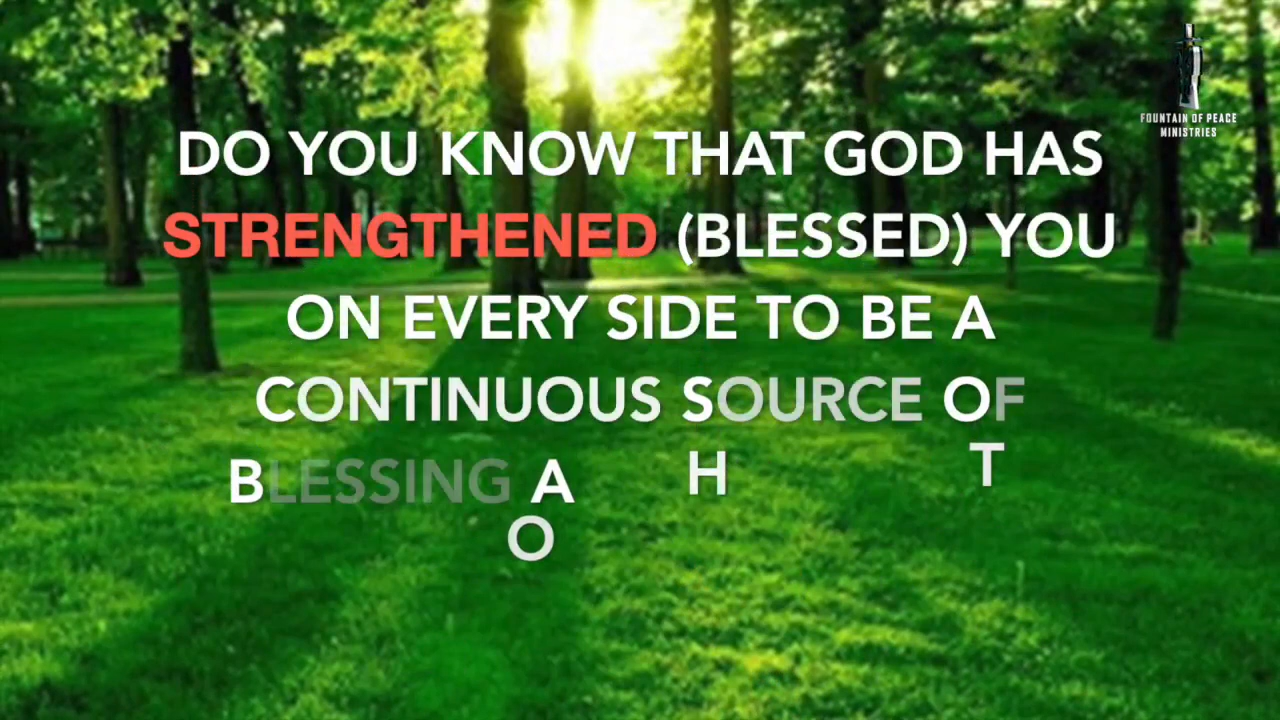 FOUNTAIN OF PEACE
MINISTRIES
DO YOU KNOW THAT GOD HAS
STRENGTHENED (BLESSED) YOU
ON EVERY SIDE TO BE A
CONTINUOUS SOURCE OF
BLESSING A H T
O